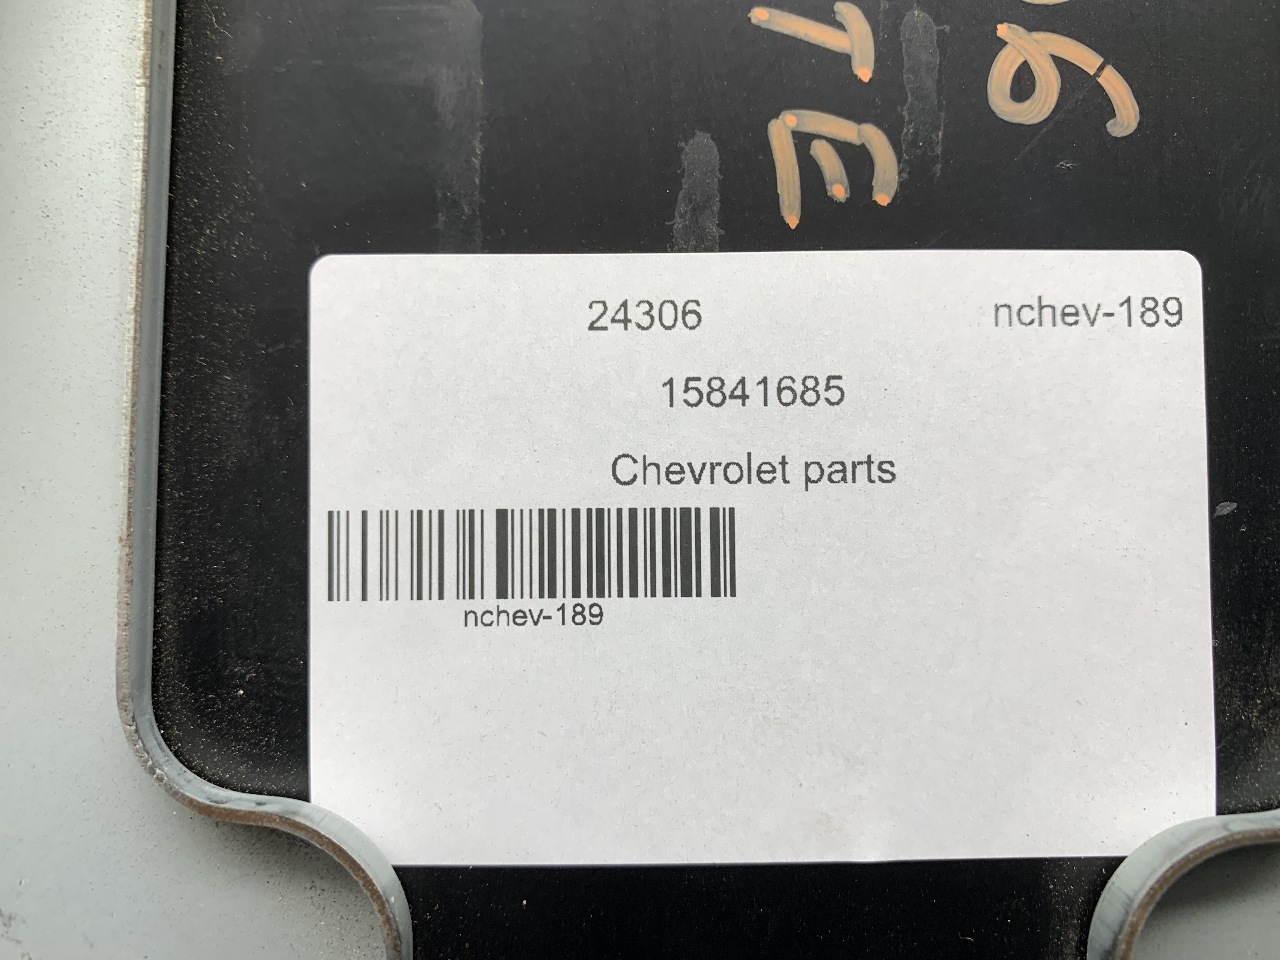 24306 nchev-189
15841685
Chevrolet parts
nchev-189